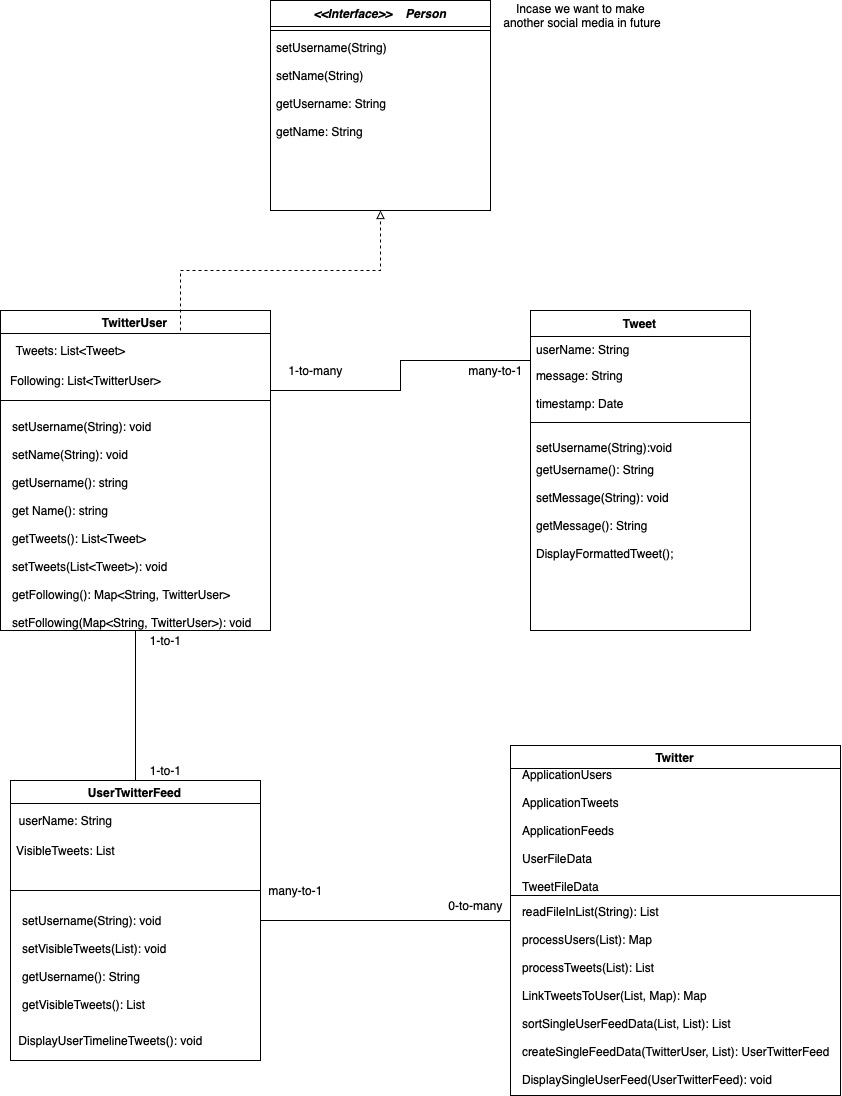 <<Interface>> Person
setUsername(String)
setName(String)
getUsername: String
getName: String
Incase we want to make
another social media in future
TwitterUser
Tweets: List<Tweet>
Following: List<TwitterUser>
setUsername(String): void
setName(String): void
getUsername(): string
get Name(): string
getTweets(): List<Tweet>
setTweets(List<Tweet>): void
getFollowing(): Map<String, TwitterUser>
setFollowing(Map<String, TwitterUser>): void
1-to-many
many-to-1
Tweet
userName: String
message: String
timestamp: Date
setUsername(String):void
getUsername(): String
setMessage(String): void
getMessage(): String
DisplayFormattedTweet();
1-to-1
1-to-1
UserTwitterFeed
userName: String
VisibleTweets: List
setUsername(String): void
setVisibleTweets(List): void
getUsername(): String
getVisibleTweets(): List
DisplayUserTimelineTweets(): void
many-to-1
0-to-many
Twitter
ApplicationUsers
ApplicationTweets
ApplicationFeeds
UserFileData
TweetFileData
readFileInList(String): List
processUsers(List): Map
processTweets(List): List
LinkTweetsToUser(List, Map): Map
sortSingleUserFeedData(List, List): List
createSingleFeedData(TwitterUser, List): UserTwitterFeed
DisplaySingleUserFeed(UserTwitterFeed): void